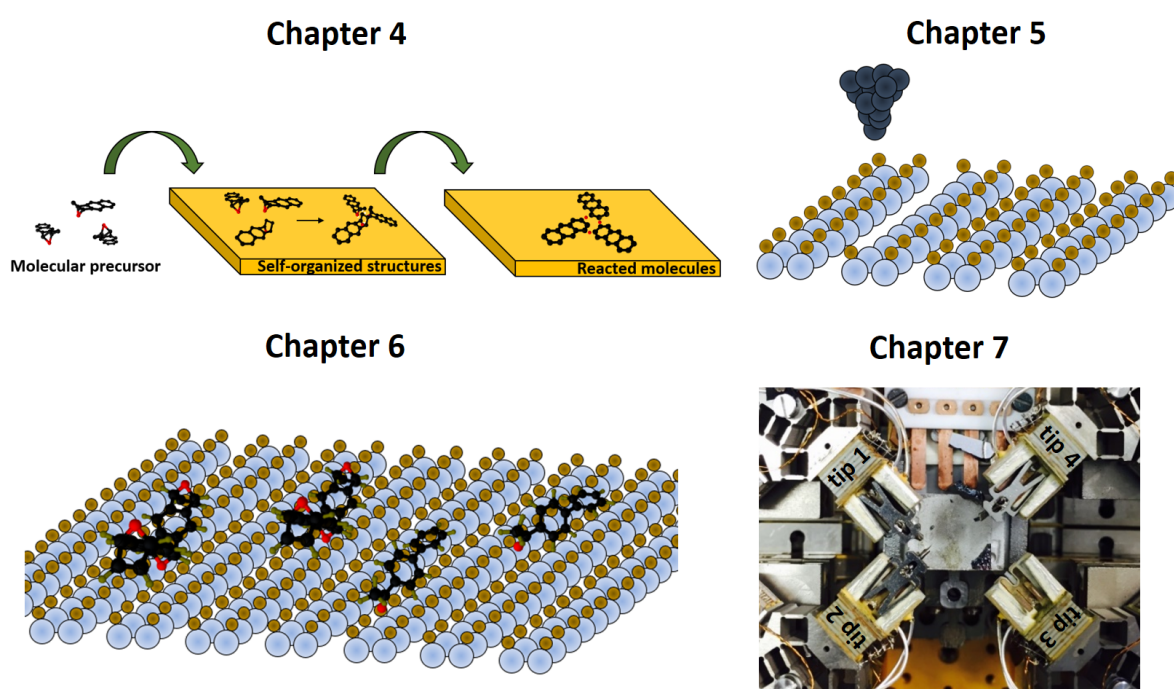 Chapter 4
Molecular precursor
Self-organized structures
Reacted molecules
Chapter 5
Chapter 6
Chapter 7
tip 1
tip 4
tip 2
tip 3